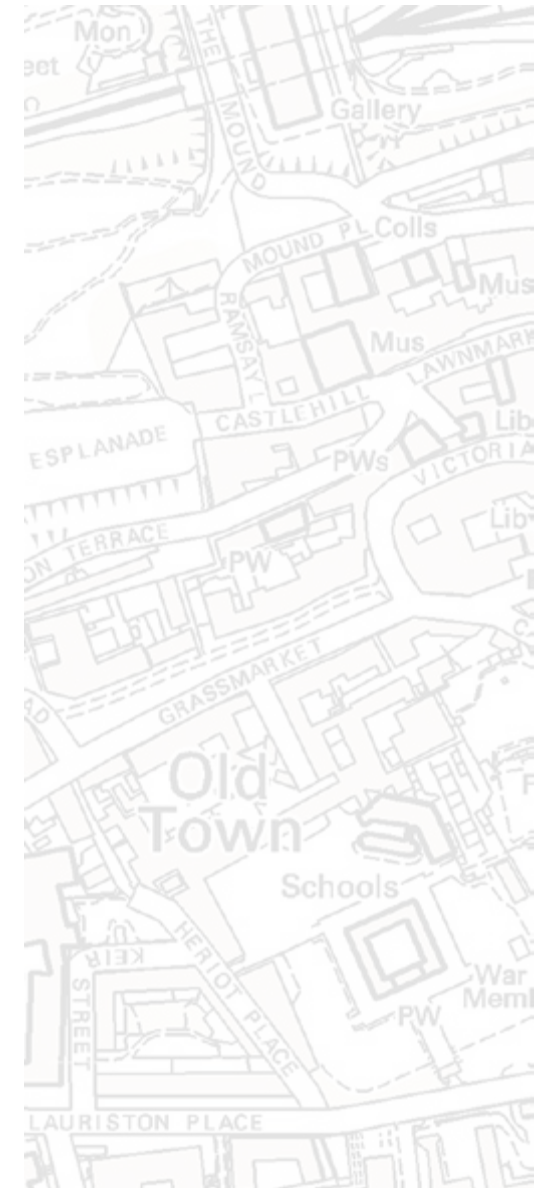 Mon
THE MOUND
Gallery
MOUND PL
Colls
Mus
RAMSAY L
Mus
LAWNMARK
CASTLEHILL
ESPLANADE
Lib
PWs
VICTORIA
Lib
TERRACE
PW
GRASSMARKET
Old
Town
Schools
KEIR
STREET
HERIOT PLACE
War
Meml
PW
LAURISTON PLACE